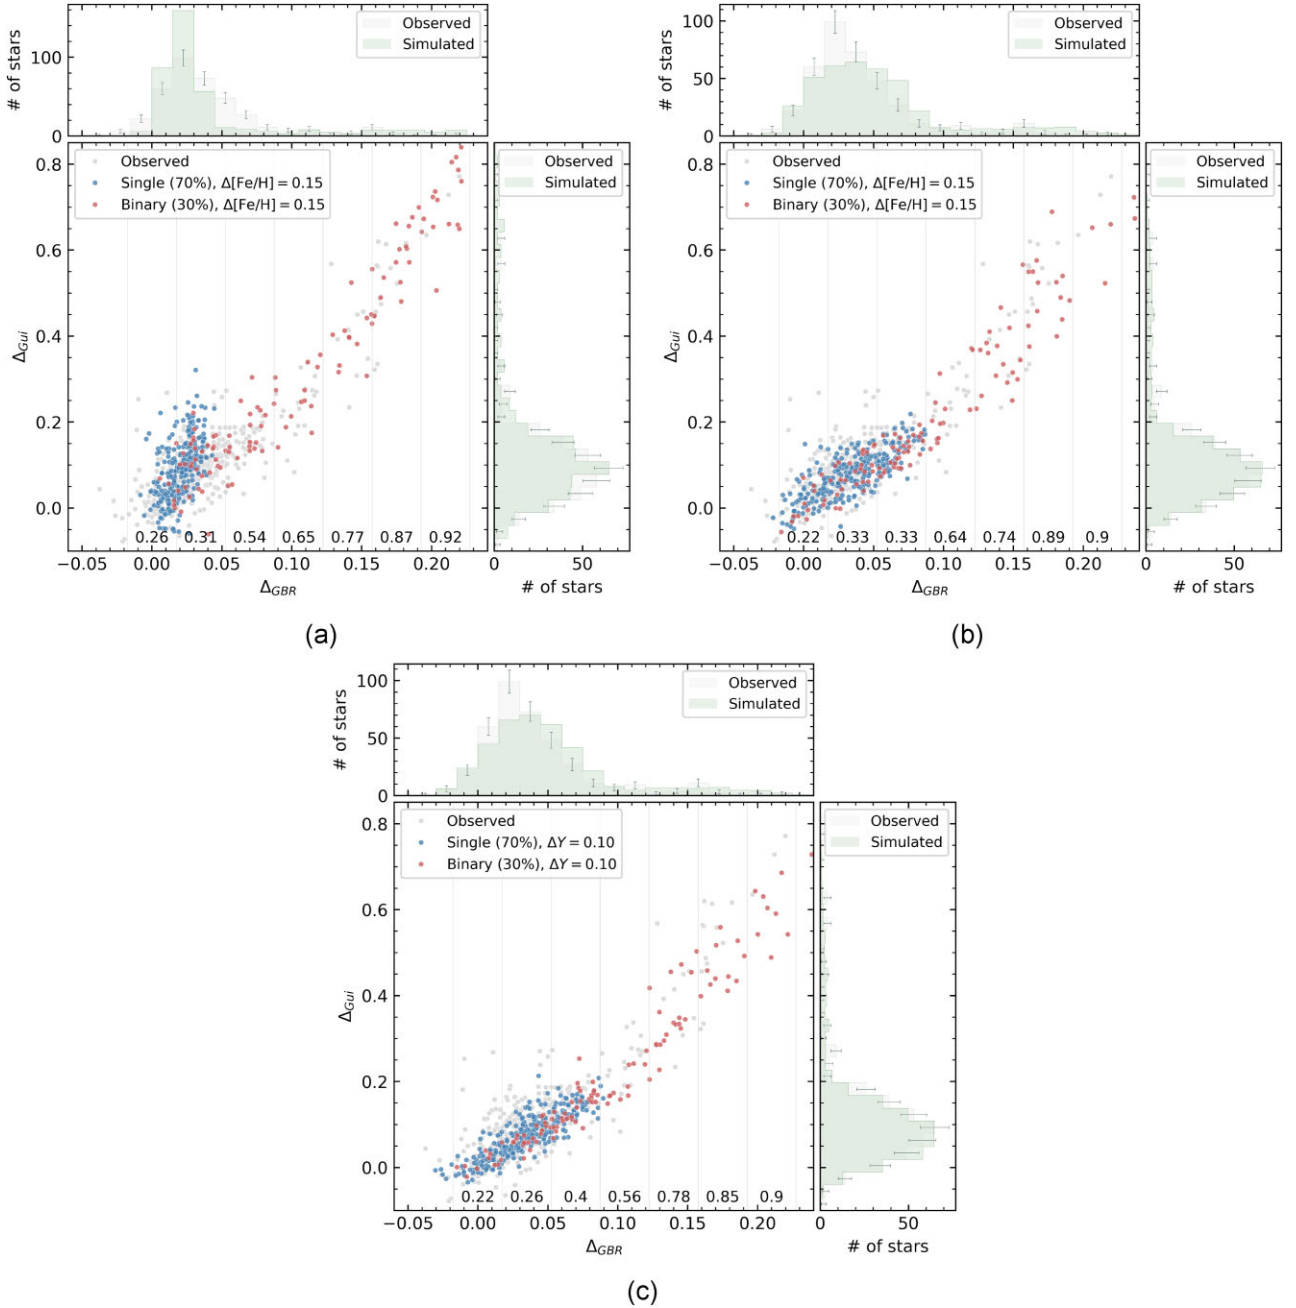 # of stars
100
0
Observed
Simulated
Δ_Gui
0.8
0.6
0.4
0.2
0.0
Observed
Single (70%), Δ[Fe/H] = 0.15
Binary (30%), Δ[Fe/H] = 0.15
0.26 0.31 0.54 0.65 0.77 0.87 0.92
−0.05 0.00 0.05 0.10 0.15 0.20
Δ_GBR
Observed
Simulated
0 50
# of stars
(a)
# of stars
100
50
0
Observed
Simulated
Δ_Gui
0.8
0.6
0.4
0.2
0.0
Observed
Single (70%), Δ[Fe/H] = 0.15
Binary (30%), Δ[Fe/H] = 0.15
0.22 0.33 0.33 0.64 0.74 0.89 0.9
−0.05 0.00 0.05 0.10 0.15 0.20
Δ_GBR
Observed
Simulated
0 50
# of stars
(b)
# of stars
100
50
0
Observed
Simulated
Δ_Gui
0.8
0.6
0.4
0.2
0.0
Observed
Single (70%), ΔY = 0.10
Binary (30%), ΔY = 0.10
0.22 0.26 0.4 0.56 0.78 0.85 0.9
−0.05 0.00 0.05 0.10 0.15 0.20
Δ_GBR
Observed
Simulated
0 50
# of stars
(c)